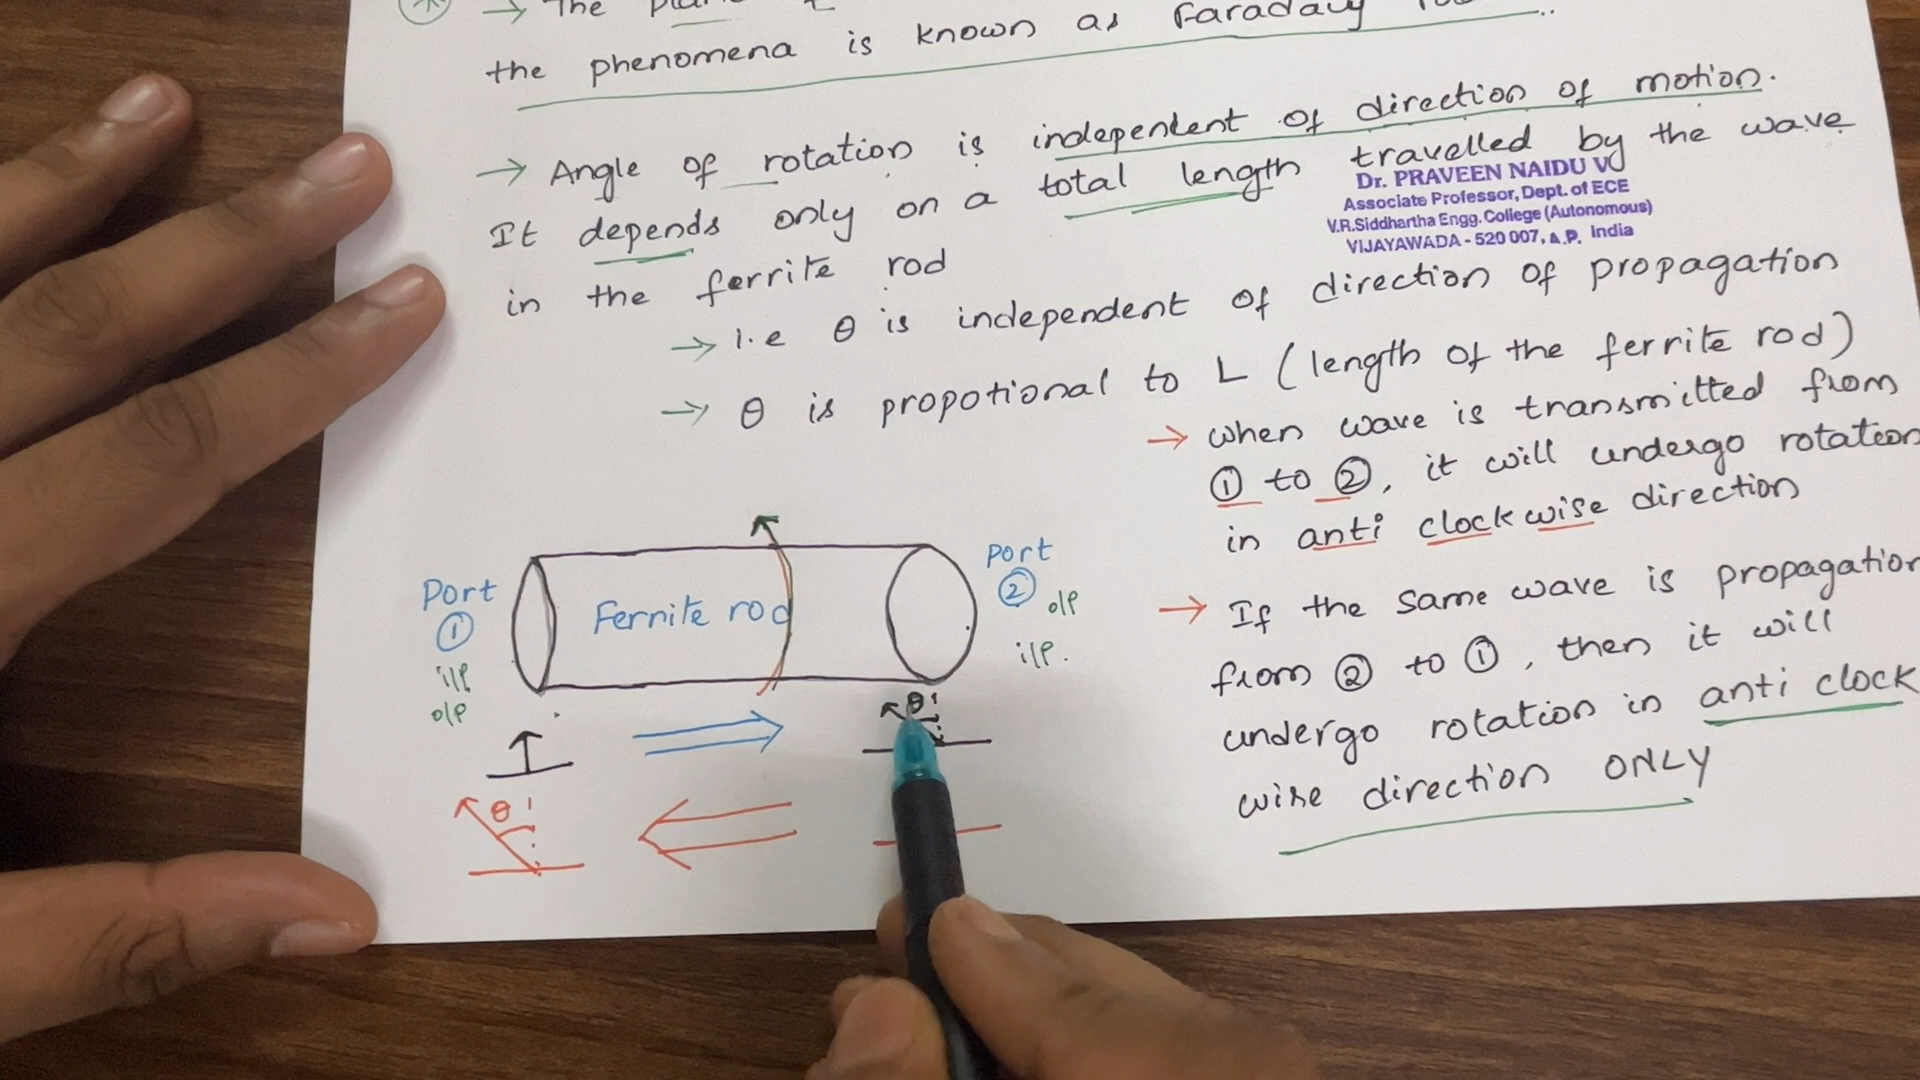 → The
the phenomena is known as Faraday
→ Angle of rotation is independent of direction of motion.
It depends only on a total length travelled by the wave
in the ferrite rod
Dr. PRAVEEN NAIDU V
Associate Professor, Dept. of ECE
V.R.Siddhartha Engg. College (Autonomous)
VIJAYAWADA - 520 007, A.P. India
→ i.e θ is independent of direction of propagation
→ θ is propotional to L (length of the ferrite rod)
→ when wave is transmitted from
① to ②, it will undergo rotation
in anti clockwise direction
→ If the same wave is propagation
from ② to ①, then it will
undergo rotation in anti clock
wise direction ONLY
Port
①
i/p
o/p
Ferrite rod
Port
②
o/p
i/p.
θ
θ